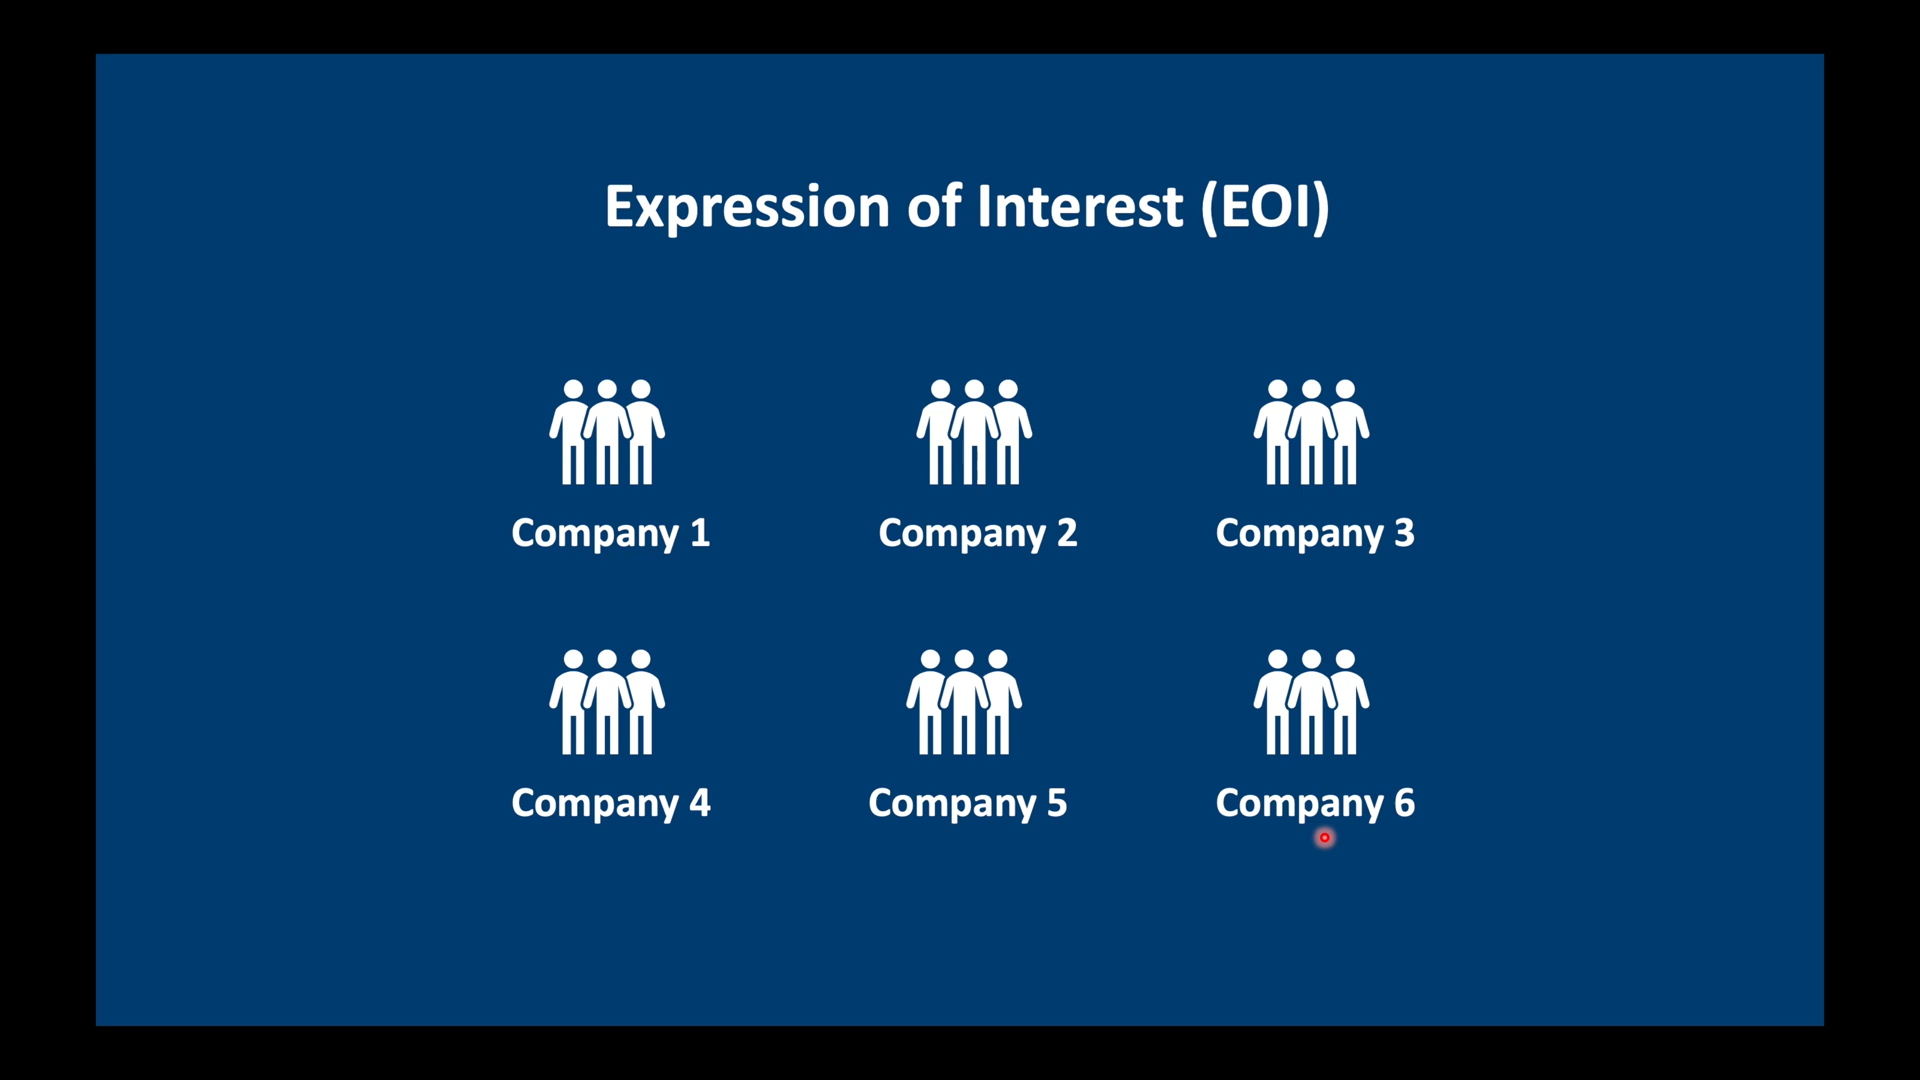 Expression of Interest (EOI)
Company 1
Company 2
Company 3
Company 4
Company 5
Company 6